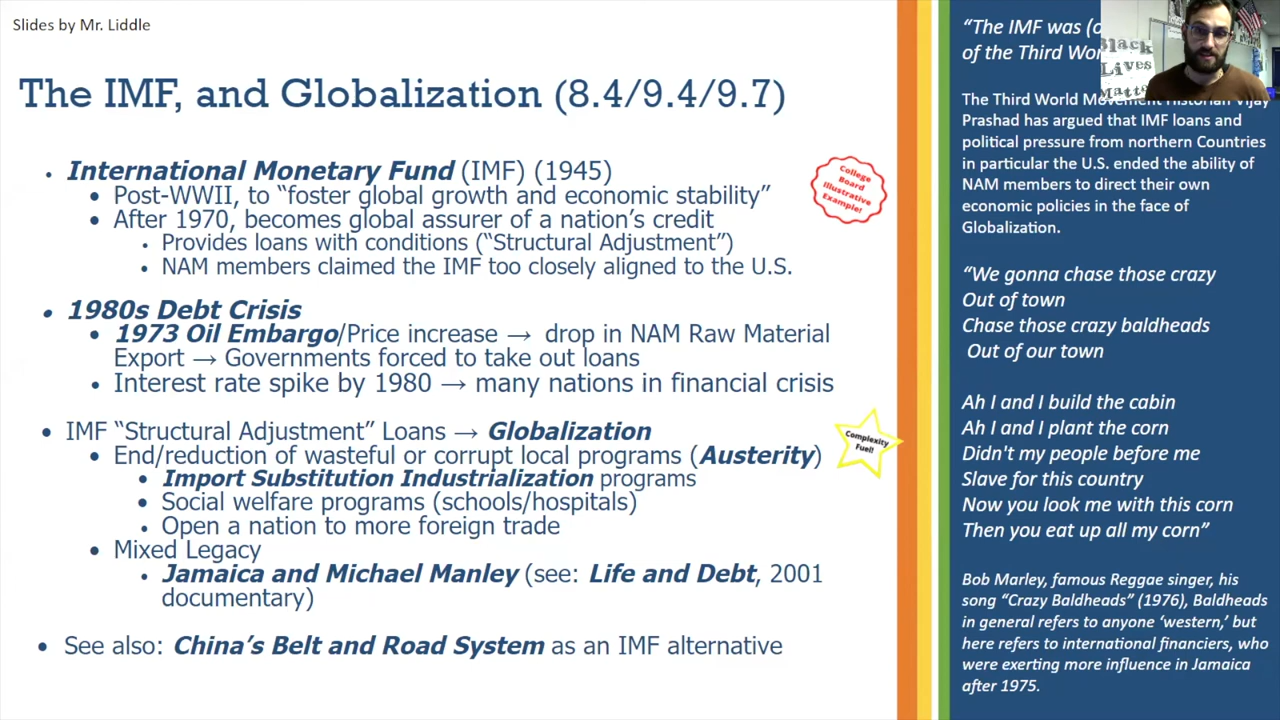 Slides by Mr. Liddle
The IMF, and Globalization (8.4/9.4/9.7)
• International Monetary Fund (IMF) (1945)
• Post-WWII, to “foster global growth and economic stability”
• After 1970, becomes global assurer of a nation’s credit
• Provides loans with conditions (“Structural Adjustment”)
• NAM members claimed the IMF too closely aligned to the U.S.
College
Board
Illustrative
Example!
• 1980s Debt Crisis
• 1973 Oil Embargo/Price increase → drop in NAM Raw Material
Export → Governments forced to take out loans
• Interest rate spike by 1980 → many nations in financial crisis
• IMF “Structural Adjustment” Loans → Globalization
• End/reduction of wasteful or corrupt local programs (Austerity)
• Import Substitution Industrialization programs
• Social welfare programs (schools/hospitals)
• Open a nation to more foreign trade
Complexity
Fuel!
• Mixed Legacy
• Jamaica and Michael Manley (see: Life and Debt, 2001
documentary)
• See also: China’s Belt and Road System as an IMF alternative
“The IMF was
of the Third
Black
Lives
The Third World Movement Historian Vijay
Prashad has argued that IMF loans and
political pressure from northern Countries
in particular the U.S. ended the ability of
NAM members to direct their own
economic policies in the face of
Globalization.
“We gonna chase those crazy
Out of town
Chase those crazy baldheads
Out of our town
Ah I and I build the cabin
Ah I and I plant the corn
Didn't my people before me
Slave for this country
Now you look me with this corn
Then you eat up all my corn”
Bob Marley, famous Reggae singer, his
song “Crazy Baldheads” (1976), Baldheads
in general refers to anyone ‘western,’ but
here refers to international financiers, who
were exerting more influence in Jamaica
after 1975.